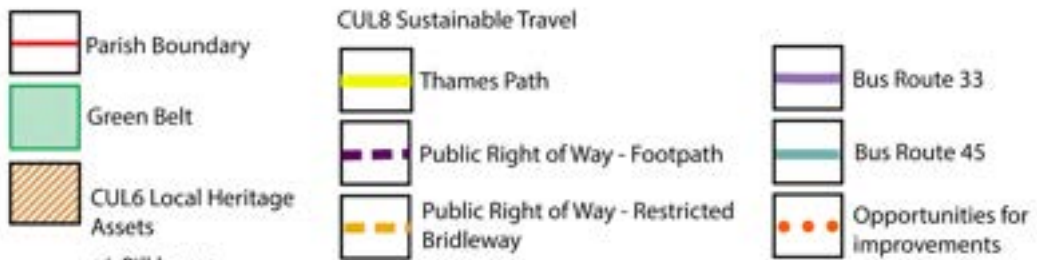 Parish Boundary
Green Belt
CUL6 Local Heritage
Assets
CUL8 Sustainable Travel
Thames Path
Public Right of Way - Footpath
Public Right of Way - Restricted
Bridleway
Bus Route 33
Bus Route 45
Opportunities for
improvements